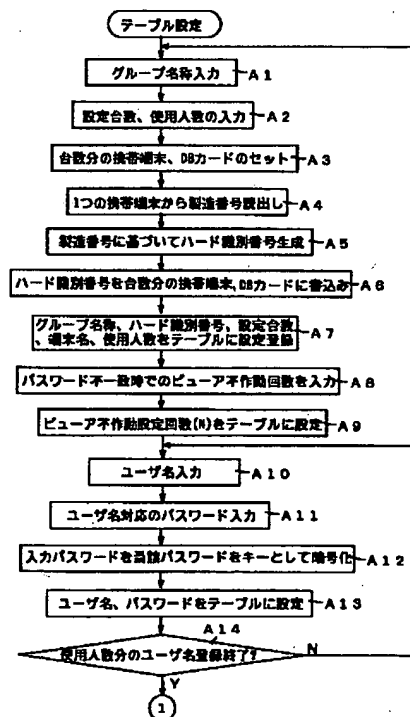 テーブル設定
グループ名称入力
A1
設定台数、使用人数の入力
A2
台数分の携帯端末、DBカードのセット
A3
1つの携帯端末から製造番号読出し
A4
製造番号に基づいてハード識別番号生成
A5
ハード識別番号を台数分の携帯端末、DBカードに書込み
A6
グループ名称、ハード識別番号、設定台数
、端末名、使用人数をテーブルに設定登録
A7
パスワード不一致時でのビューア不作動回数を入力
A8
ビューア不作動設定回数(N)をテーブルに設定
A9
ユーザ名入力
A10
ユーザ名対応のパスワード入力
A11
入力パスワードを当該パスワードをキーとして暗号化
A12
ユーザ名、パスワードをテーブルに設定
A13
A14
使用人数分のユーザ名登録終了?
N
Y
1